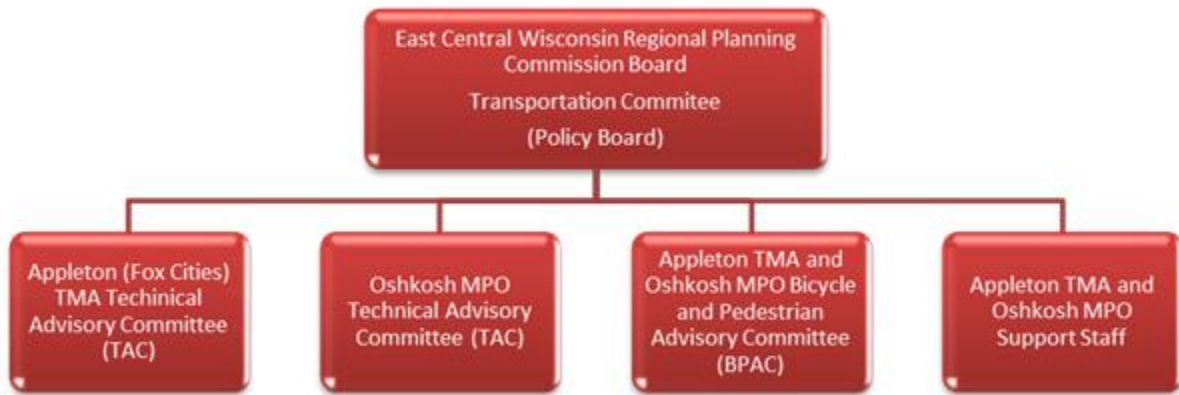 East Central Wisconsin Regional Planning
Commission Board
Transportation Commitee
(Policy Board)
Appleton (Fox Cities)
TMA Techinical
Advisory Committee
(TAC)
Oshkosh MPO
Technical Advisory
Committee (TAC)
Appleton TMA and
Oshkosh MPO Bicycle
and Pedestrian
Advisory Committee
(BPAC)
Appleton TMA and
Oshkosh MPO
Support Staff